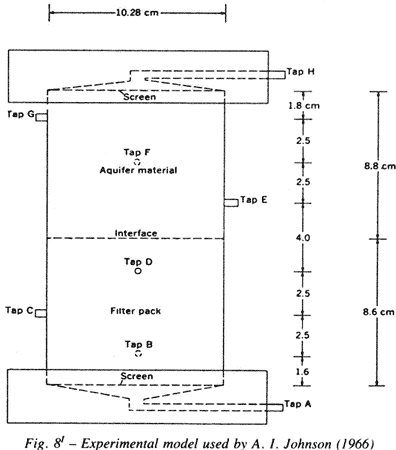 10.28 cm
Tap H
Screen
1.8 cm
Tap G
2.5
Tap F
Aquifer material
8.8 cm
2.5
Tap E
4.0
Interface
Tap D
2.5
Tap C
Filter pack
8.6 cm
2.5
Tap B
Screen
1.6
Tap A
Fig. 8ᴵ – Experimental model used by A. I. Johnson (1966)